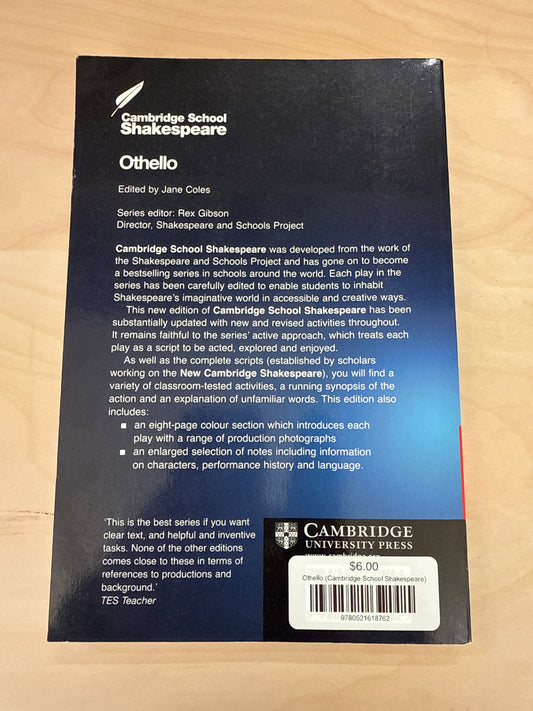 Cambridge School
Shakespeare
Othello
Edited by Jane Coles
Series editor: Rex Gibson
Director, Shakespeare and Schools Project
Cambridge School Shakespeare was developed from the work of
the Shakespeare and Schools Project and has gone on to become
a bestselling series in schools around the world. Each play in the
series has been carefully edited to enable students to inhabit
Shakespeare's imaginative world in accessible and creative ways.
This new edition of Cambridge School Shakespeare has been
substantially updated with new and revised activities throughout.
It remains faithful to the series' active approach, which treats each
play as a script to be acted, explored and enjoyed.
As well as the complete scripts (established by scholars
working on the New Cambridge Shakespeare), you will find a
variety of classroom-tested activities, a running synopsis of the
action and an explanation of unfamiliar words. This edition also
includes:
■ an eight-page colour section which introduces each
play with a range of production photographs
■ an enlarged selection of notes including information
on characters, performance history and language.
'This is the best series if you want
clear text, and helpful and inventive
tasks. None of the other editions
comes close to these in terms of
references to productions and
background.'
TES Teacher
CAMBRIDGE
UNIVERSITY PRESS
www.cambridge.org
$6.00
Othello (Cambridge School Shakespeare)
9780521618762